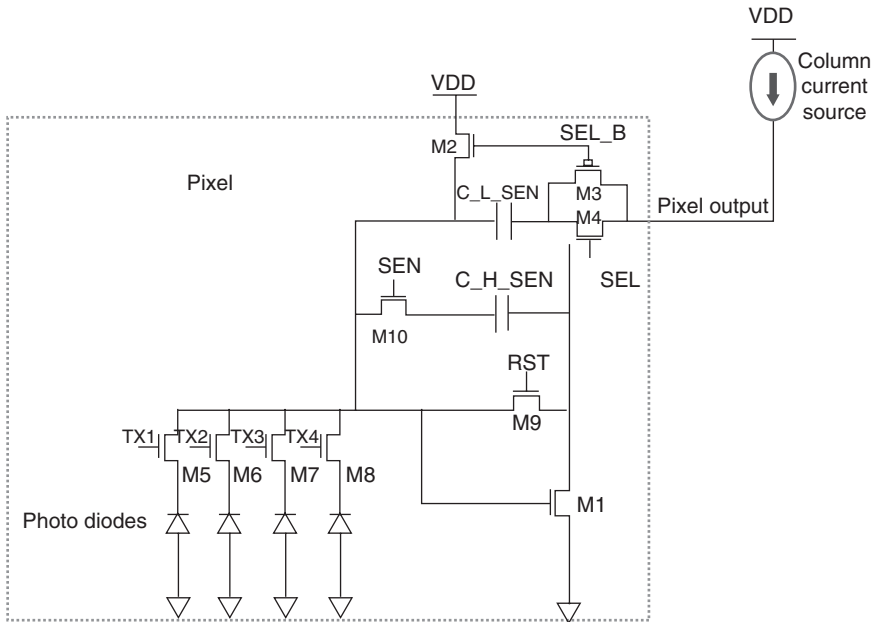 VDD
Column
current
source
VDD
M2
SEL_B
Pixel
C_L_SEN
M3
M4
Pixel output
SEN
C_H_SEN
SEL
M10
RST
M9
TX1
TX2
TX3
TX4
M5
M6
M7
M8
M1
Photo diodes